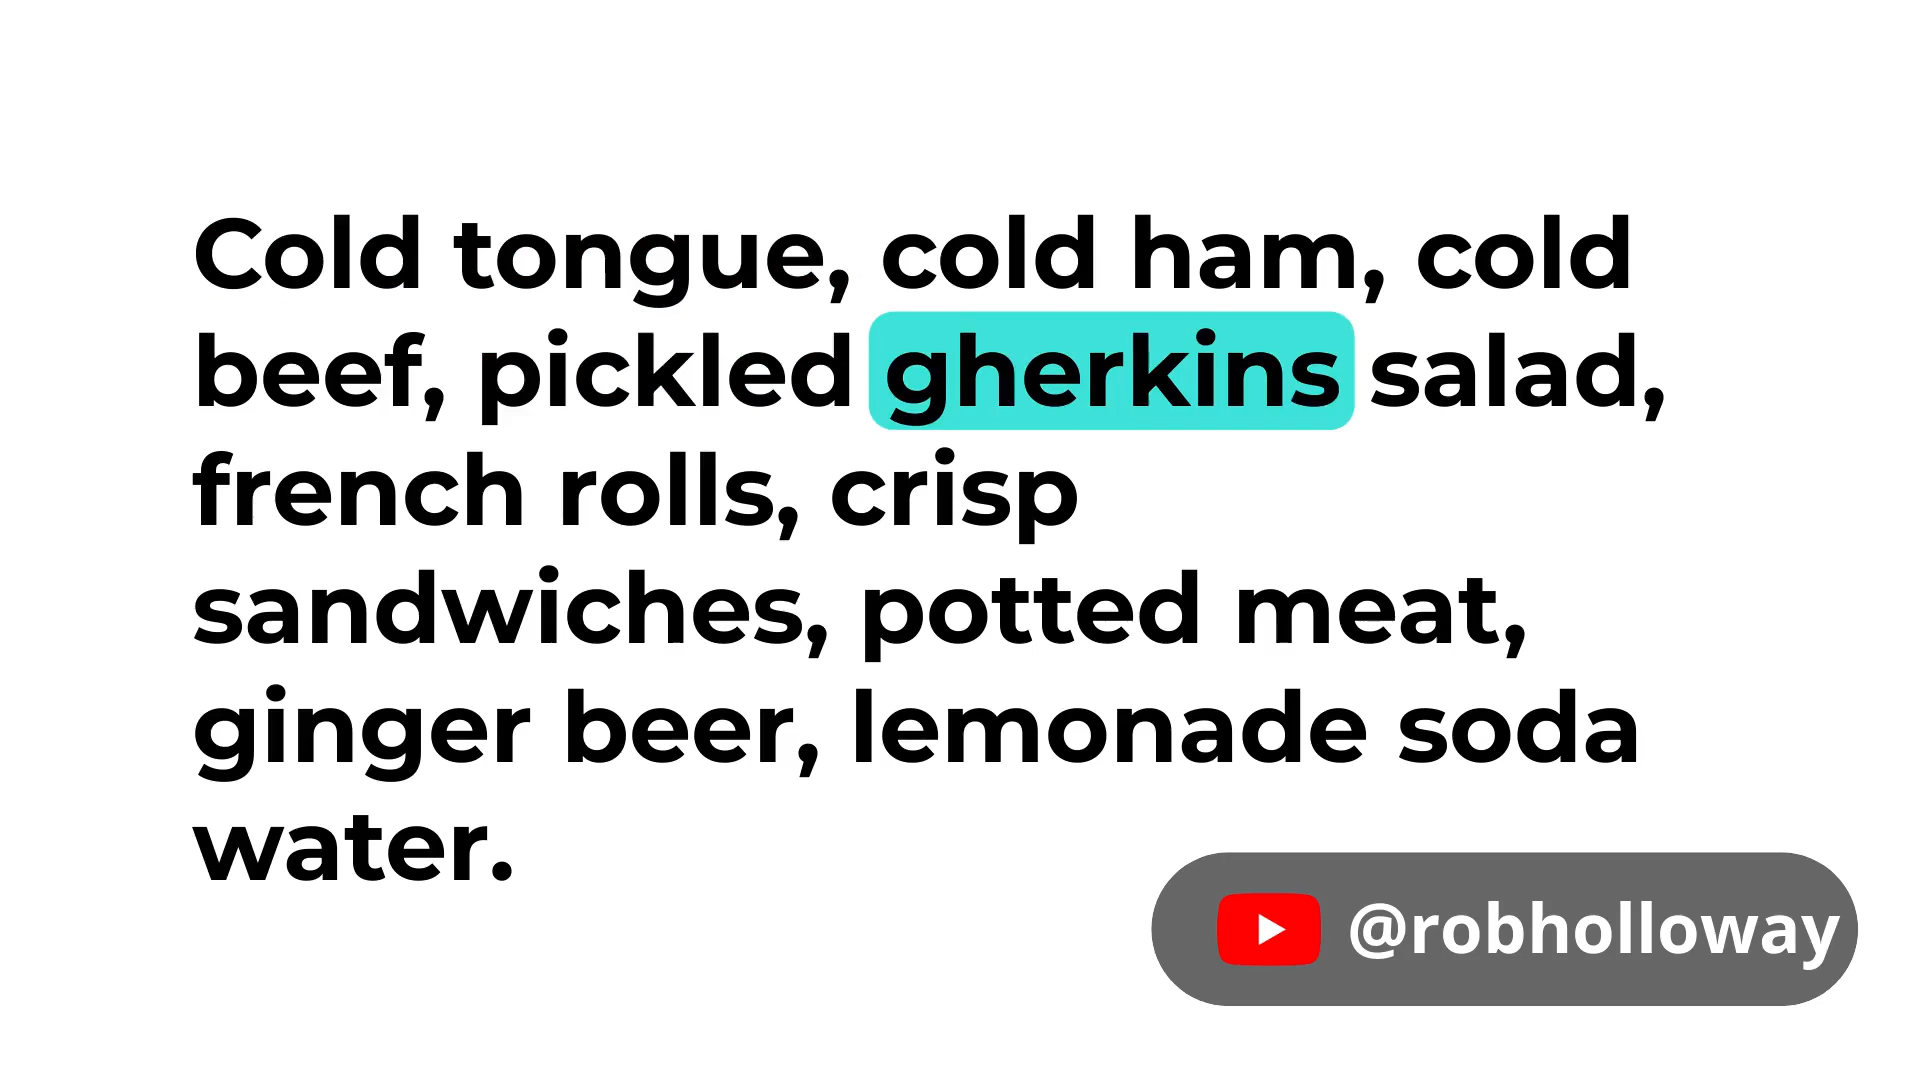 Cold tongue, cold ham, cold
beef, pickled gherkins salad,
french rolls, crisp
sandwiches, potted meat,
ginger beer, lemonade soda
water.
@robholloway